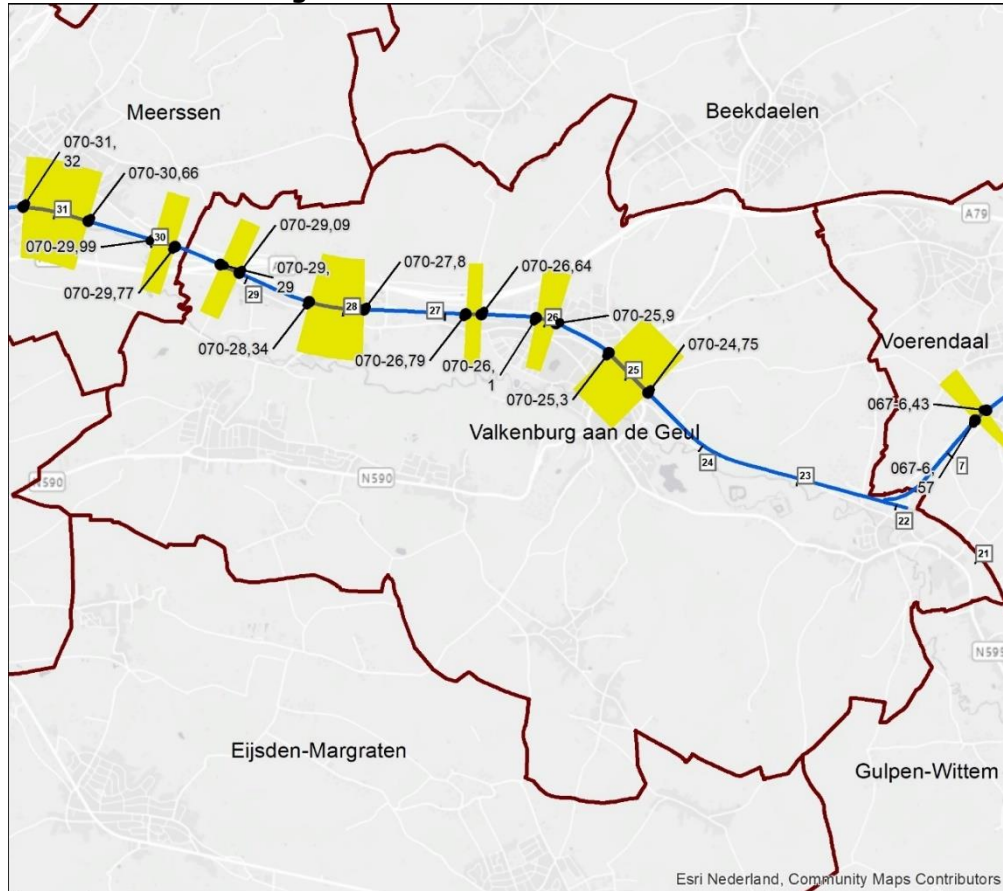 Meerssen
Beekdaelen
070-31,
32
070-30,66
A79
31
070-29,09
30
070-29,99
070-27,8
070-26,64
070-29,
29
29
070-29,77
28
27
26
070-25,9
070-28,34
070-24,75
Voerendaal
070-26,79
070-26,
1
25
067-6,43
070-25,3
Valkenburg aan de Geul
24
7
067-6,
57
N590
N590
23
22
21
N595
Eijsden-Margraten
Gulpen-Wittem
Esri Nederland, Community Maps Contributors